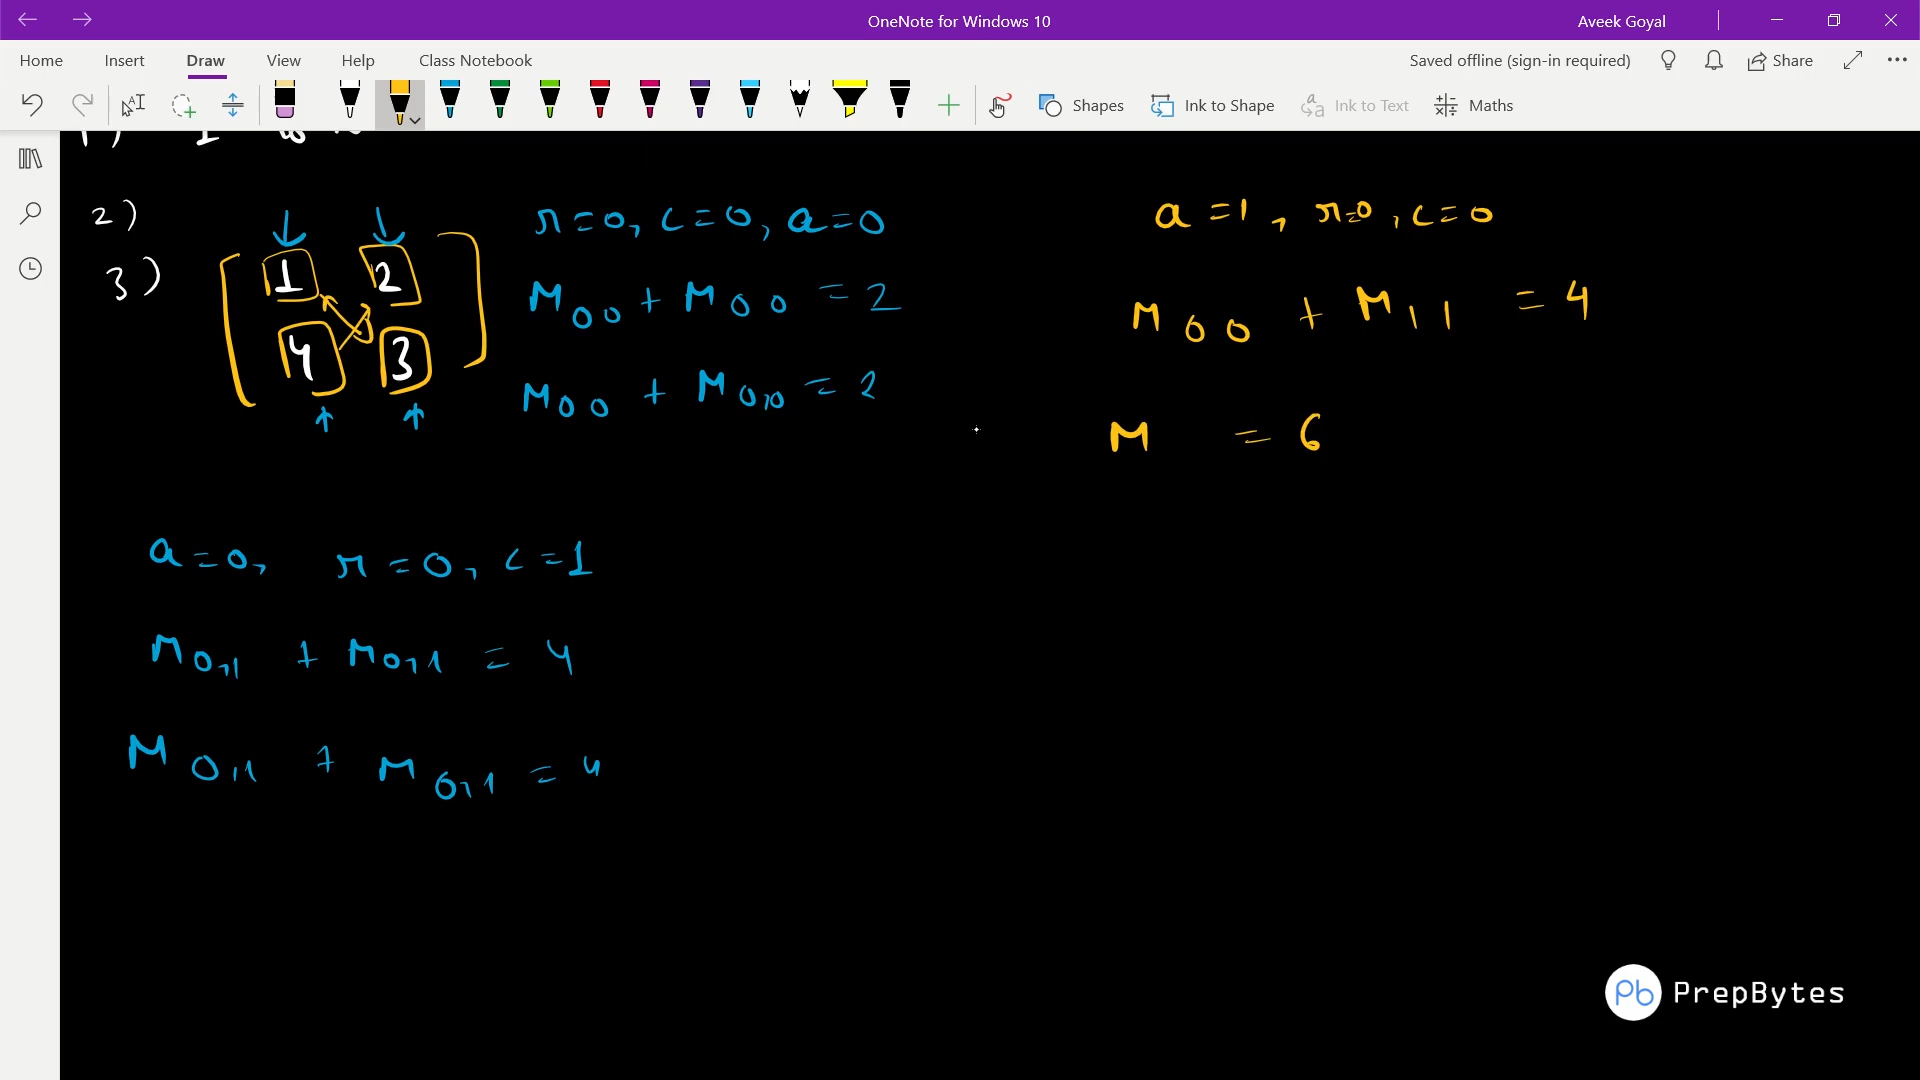 OneNote for Windows 10
Aveek Goyal
Home Insert Draw View Help Class Notebook
Saved offline (sign-in required) Share
Shapes Ink to Shape Ink to Text Maths
2)
3)
1 2
4 3
r=0, c=0, a=0
M00 + M00 = 2
M00 + M0,0 = 2
a=0, r=0, c=1
M0,1 + M0,1 = 4
M0,1 + M0,1 = 4
a=1, r=0, c=0
M00 + M11 = 4
M = 6
Pb PrepBytes